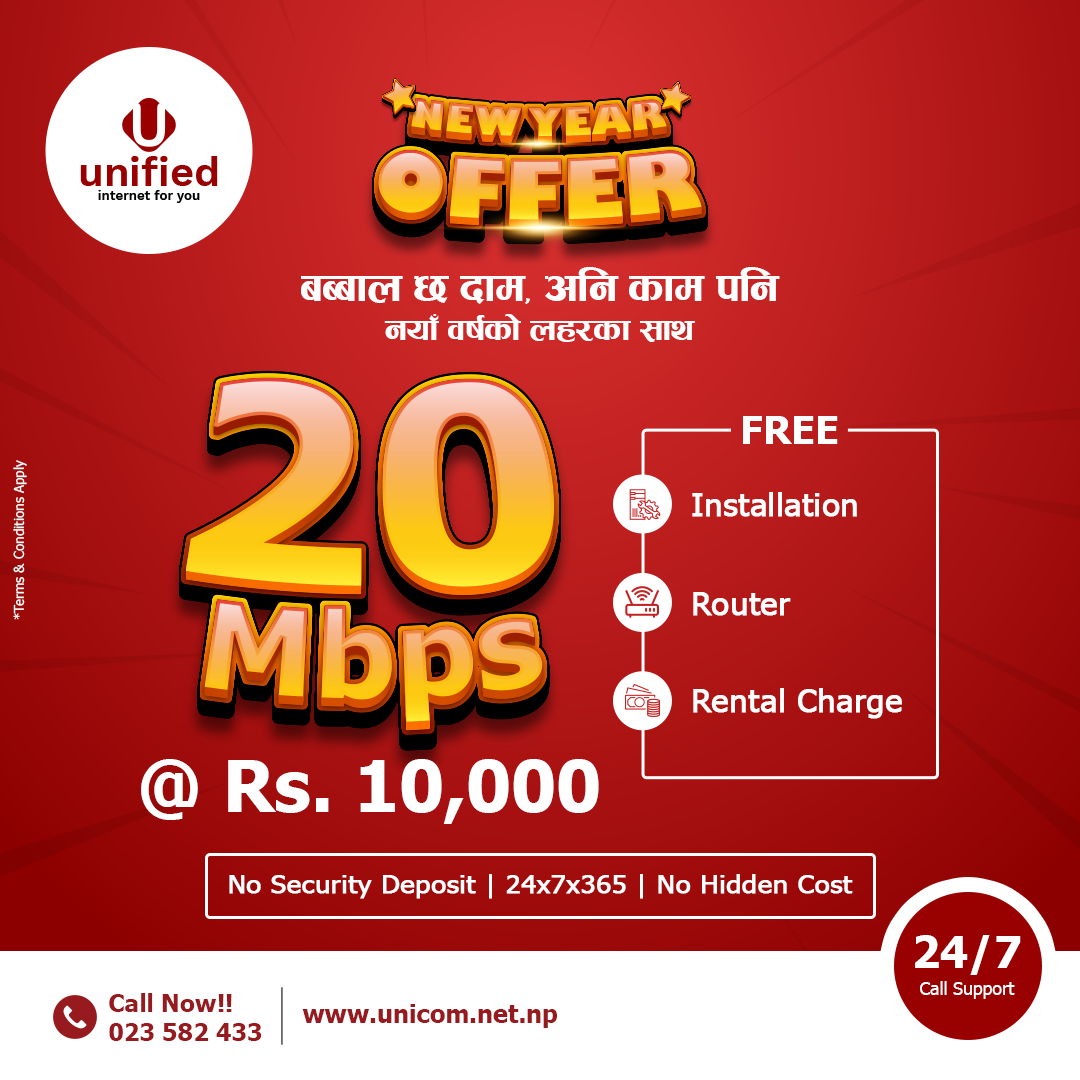 unified
internet for you
NEW YEAR
OFFER
बब्बाल छ दाम, अनि काम पनि
नयाँ वर्षको लहरका साथ
20
Mbps
@ Rs. 10,000
FREE
Installation
Router
Rental Charge
*Terms & Conditions Apply
No Security Deposit | 24x7x365 | No Hidden Cost
24/7
Call Support
Call Now!!
023 582 433
www.unicom.net.np